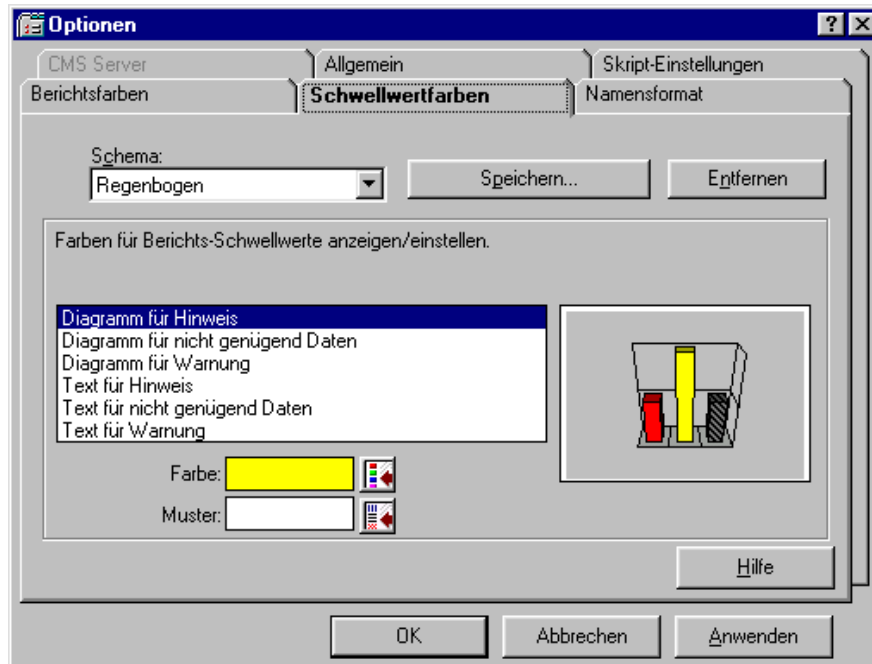 Optionen
CMS Server
Allgemein
Skript-Einstellungen
Berichtsfarben
Schwellwertfarben
Namensformat
Schema:
Regenbogen
Speichern...
Entfernen
Farben für Berichts-Schwellwerte anzeigen/einstellen.
Diagramm für Hinweis
Diagramm für nicht genügend Daten
Diagramm für Warnung
Text für Hinweis
Text für nicht genügend Daten
Text für Warnung
Farbe:
Muster:
Hilfe
OK
Abbrechen
Anwenden